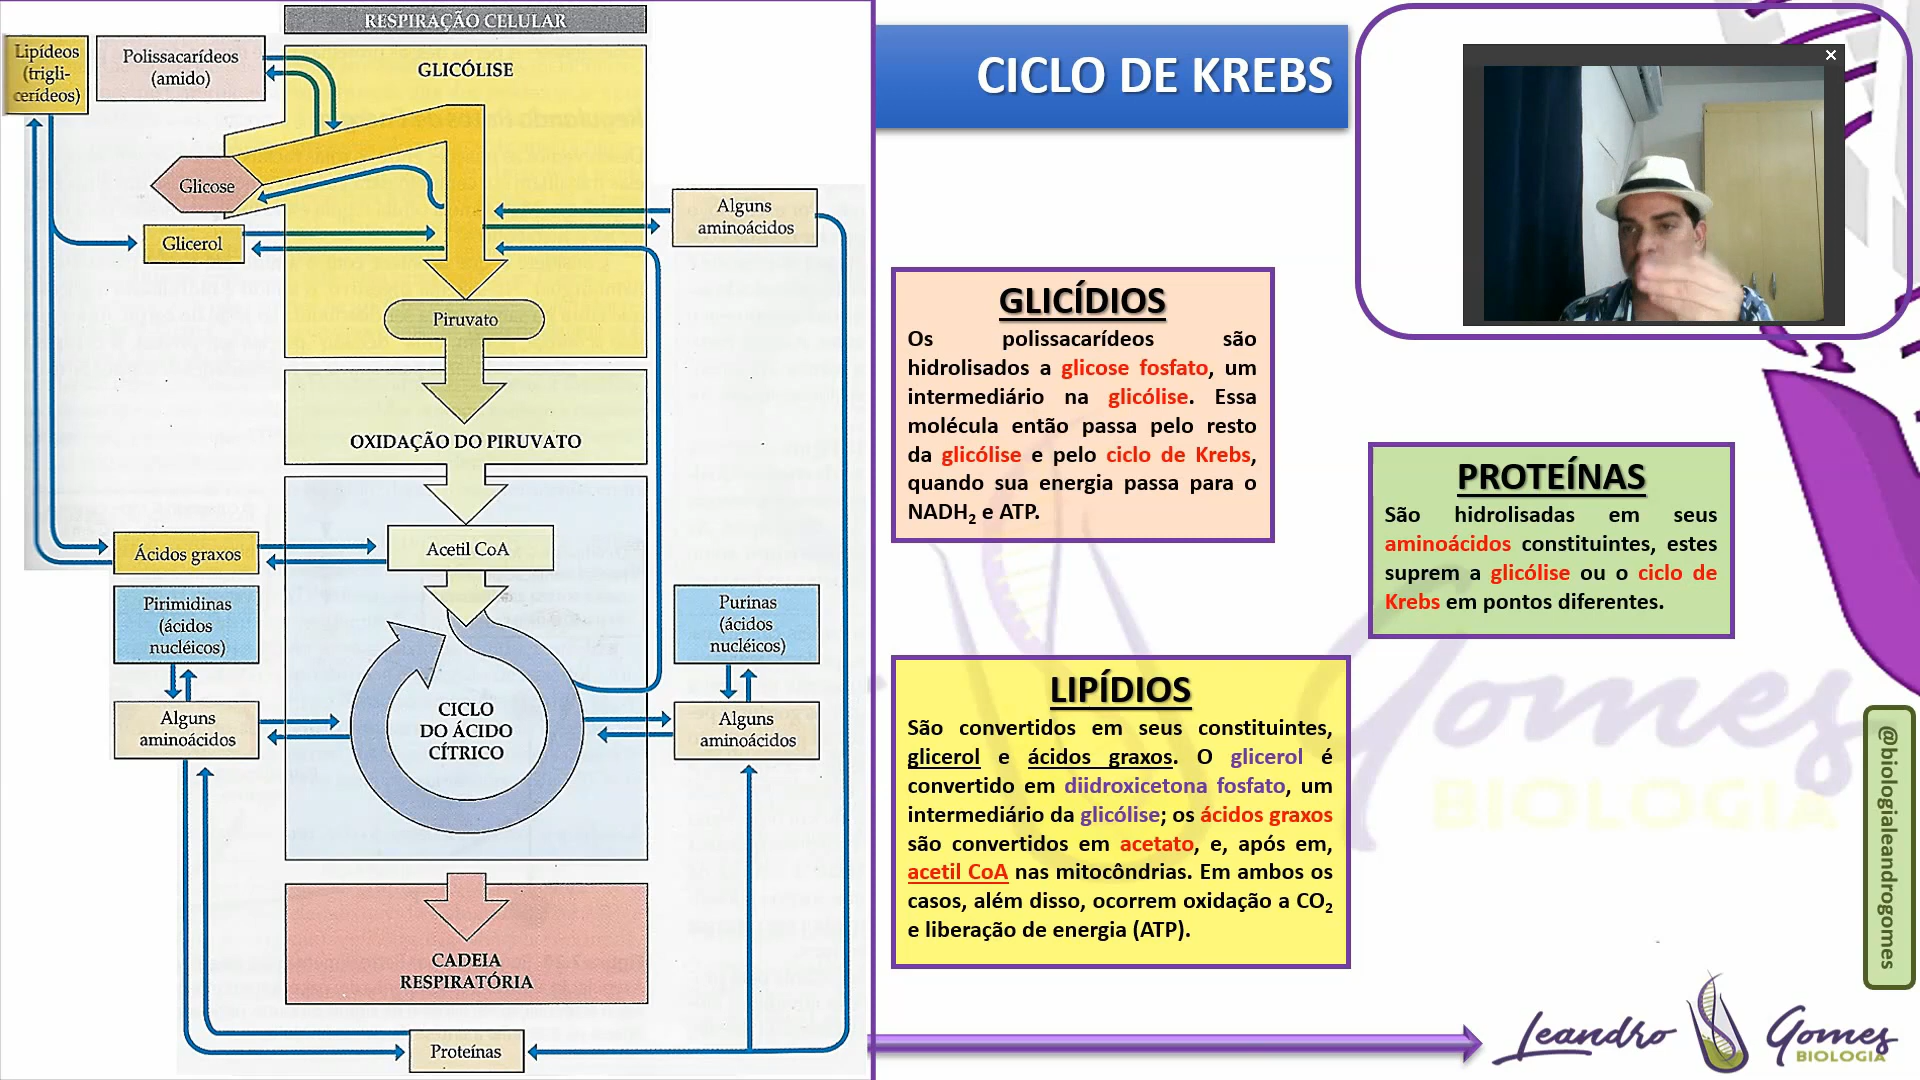 RESPIRAÇÃO CELULAR
Lipídeos
(trigli-
cerídeos)
Polissacarídeos
(amido)
GLICÓLISE
Glicose
Glicerol
Alguns
aminoácidos
Piruvato
OXIDAÇÃO DO PIRUVATO
Ácidos graxos
Acetil CoA
Pirimidinas
(ácidos
nucléicos)
Purinas
(ácidos
nucléicos)
Alguns
aminoácidos
CICLO
DO ÁCIDO
CÍTRICO
Alguns
aminoácidos
CADEIA
RESPIRATÓRIA
Proteínas
CICLO DE KREBS
GLICÍDIOS
Os polissacarídeos são
hidrolisados a glicose fosfato, um
intermediário na glicólise. Essa
molécula então passa pelo resto
da glicólise e pelo ciclo de Krebs,
quando sua energia passa para o
NADH₂ e ATP.
PROTEÍNAS
São hidrolisadas em seus
aminoácidos constituintes, estes
suprem a glicólise ou o ciclo de
Krebs em pontos diferentes.
LIPÍDIOS
São convertidos em seus constituintes,
glicerol e ácidos graxos. O glicerol é
convertido em diidroxicetona fosfato, um
intermediário da glicólise; os ácidos graxos
são convertidos em acetato, e, após em,
acetil CoA nas mitocôndrias. Em ambos os
casos, além disso, ocorrem oxidação a CO₂
e liberação de energia (ATP).
Gomes
BIOLOGIA
@biologialeandrogomes
Leandro Gomes
BIOLOGIA